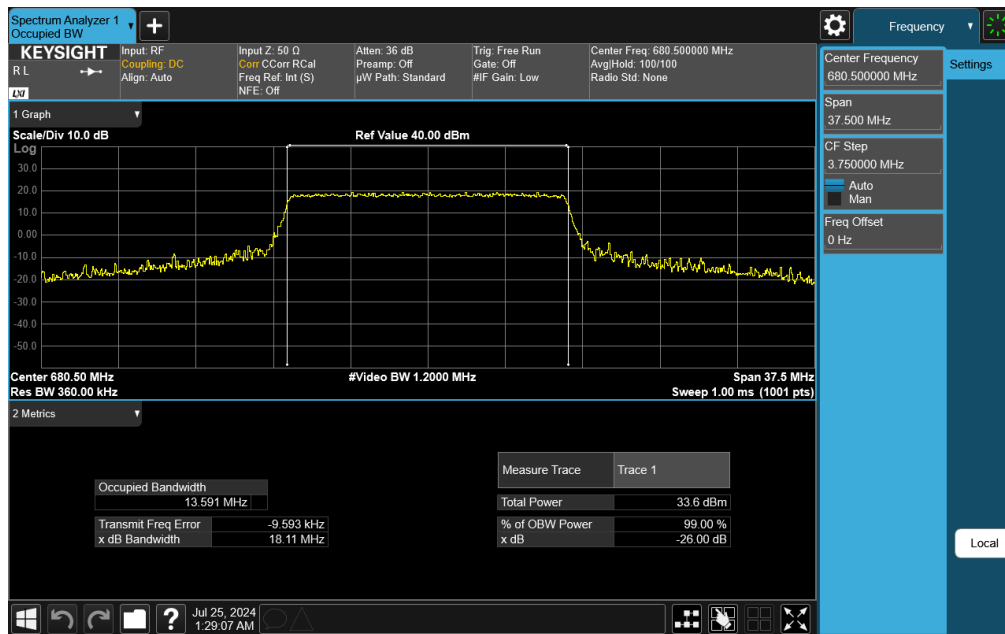 Spectrum Analyzer 1
Occupied BW
KEYSIGHT
R L
LXI
Input: RF
Coupling: DC
Align: Auto
Input Z: 50 Ω
Corr CCorr RCal
Freq Ref: Int (S)
NFE: Off
Atten: 36 dB
Preamp: Off
µW Path: Standard
Trig: Free Run
Gate: Off
#IF Gain: Low
Center Freq: 680.500000 MHz
Avg|Hold: 100/100
Radio Std: None
1 Graph
Scale/Div 10.0 dB
Ref Value 40.00 dBm
Log
30.0
20.0
10.0
0.00
-10.0
-20.0
-30.0
-40.0
-50.0
Center 680.50 MHz
#Video BW 1.2000 MHz
Span 37.5 MHz
Res BW 360.00 kHz
Sweep 1.00 ms (1001 pts)
2 Metrics
Occupied Bandwidth
13.591 MHz
Transmit Freq Error -9.593 kHz
x dB Bandwidth 18.11 MHz
Measure Trace Trace 1
Total Power 33.6 dBm
% of OBW Power 99.00 %
x dB -26.00 dB
Jul 25, 2024
1:29:07 AM
Frequency
Settings
Center Frequency
680.500000 MHz
Span
37.500 MHz
CF Step
3.750000 MHz
Auto
Man
Freq Offset
0 Hz
Local